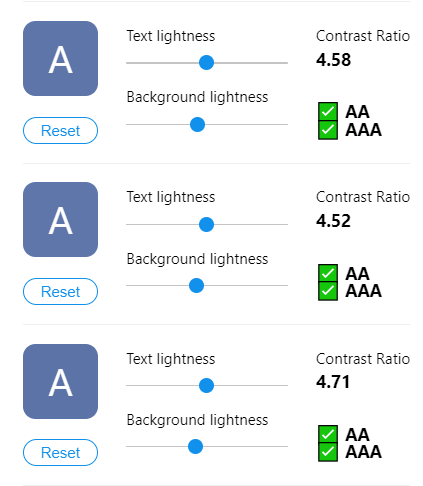 Text lightness
Contrast Ratio
A
4.58
Background lightness
AA
Reset
AAA
Text lightness
Contrast Ratio
A
4.52
Background lightness
AA
Reset
AAA
Text lightness
Contrast Ratio
A
4.71
Background lightness
AA
Reset
AAA